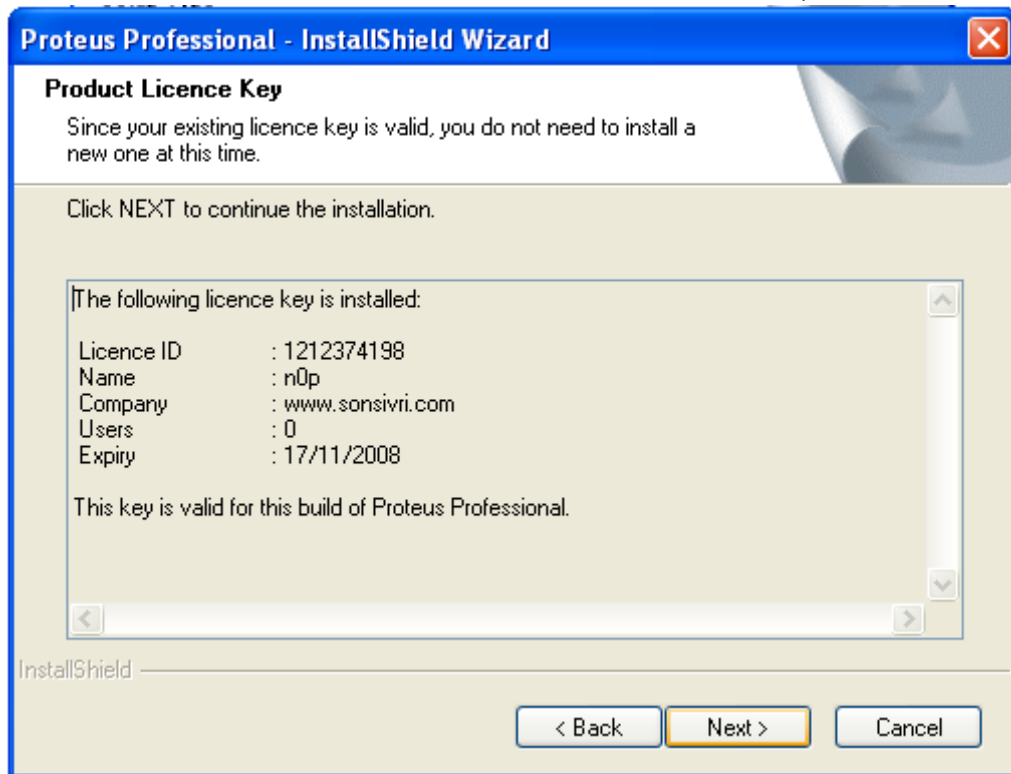 Proteus Professional - InstallShield Wizard
Product Licence Key
Since your existing licence key is valid, you do not need to install a
new one at this time.
Click NEXT to continue the installation.
The following licence key is installed:
Licence ID : 1212374198
Name : n0p
Company : www.sonsivri.com
Users : 0
Expiry : 17/11/2008
This key is valid for this build of Proteus Professional.
InstallShield
< Back Next > Cancel